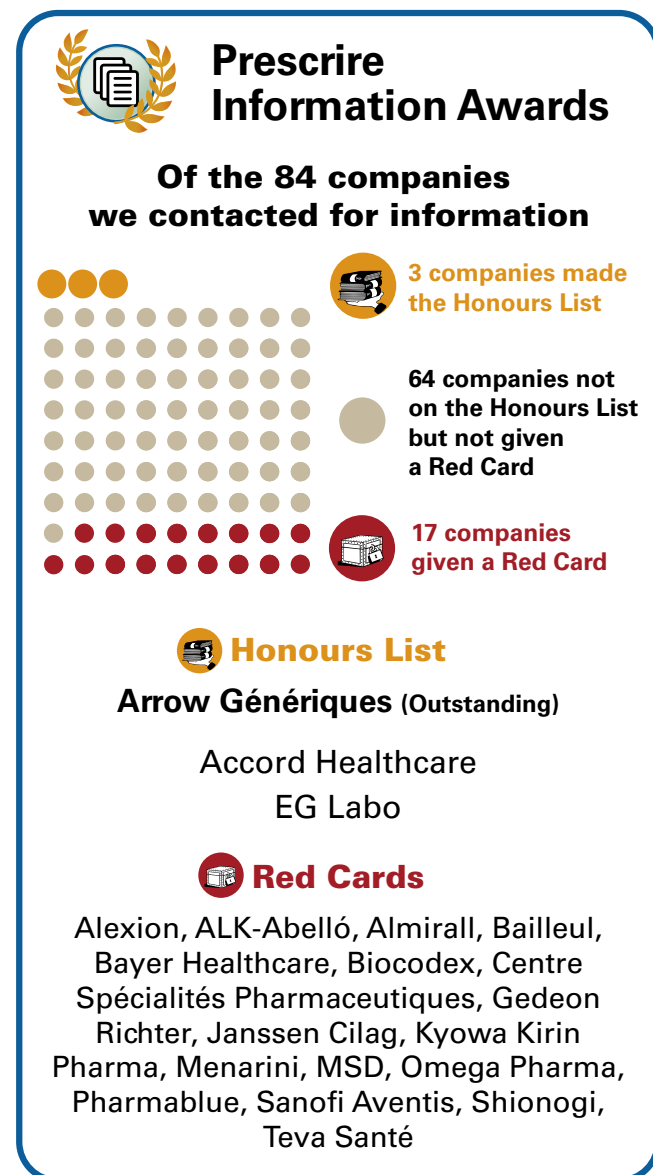 Prescrire
Information Awards
Of the 84 companies
we contacted for information
3 companies made
the Honours List
64 companies not
on the Honours List
but not given
a Red Card
17 companies
given a Red Card
Honours List
Arrow Génériques (Outstanding)
Accord Healthcare
EG Labo
Red Cards
Alexion, ALK-Abelló, Almirall, Bailleul,
Bayer Healthcare, Biocodex, Centre
Spécialités Pharmaceutiques, Gedeon
Richter, Janssen Cilag, Kyowa Kirin
Pharma, Menarini, MSD, Omega Pharma,
Pharmablue, Sanofi Aventis, Shionogi,
Teva Santé